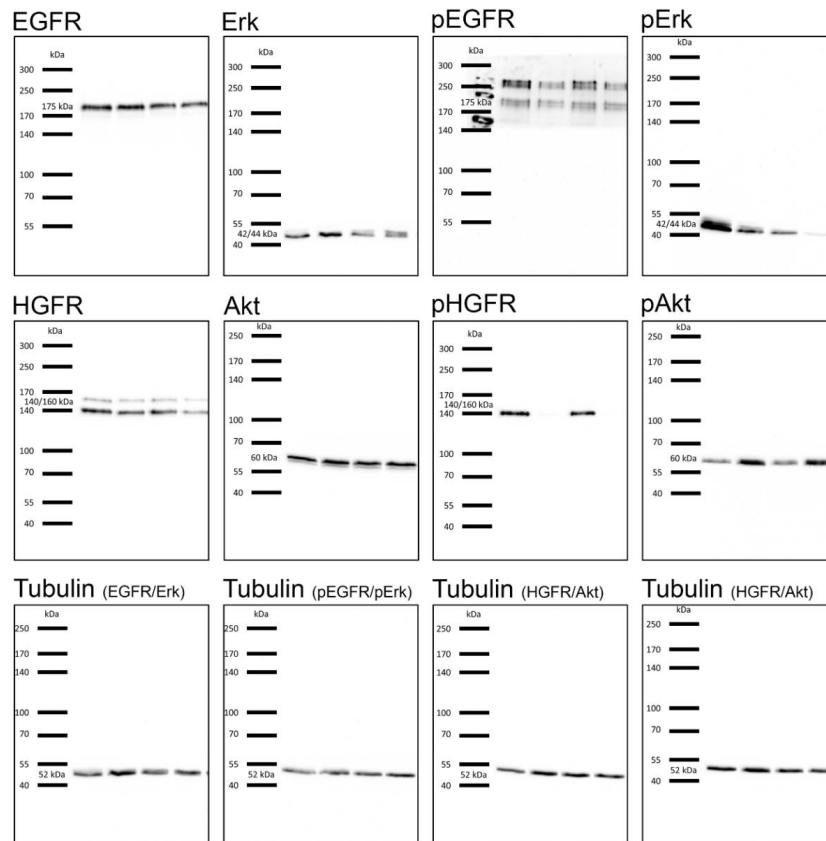 EGFR
kDa
300
250
175 kDa
170
140
100
70
55
Erk
kDa
300
250
170
140
100
70
55
42/44 kDa
40
pEGFR
kDa
300
250
175 kDa
170
140
100
70
55
pErk
kDa
300
250
170
140
100
70
55
42/44 kDa
40
HGFR
kDa
300
250
170
140/160 kDa
140
100
70
55
40
Akt
kDa
250
170
140
100
70
60 kDa
55
40
pHGFR
kDa
300
250
170
140/160 kDa
140
100
70
55
40
pAkt
kDa
250
170
140
100
70
60 kDa
55
40
Tubulin (EGFR/Erk)
kDa
250
170
140
100
70
55
52 kDa
40
Tubulin (pEGFR/pErk)
kDa
250
170
140
100
70
55
52 kDa
40
Tubulin (HGFR/Akt)
kDa
250
170
140
100
70
55
52 kDa
40
Tubulin (HGFR/Akt)
kDa
250
170
140
100
70
55
52 kDa
40